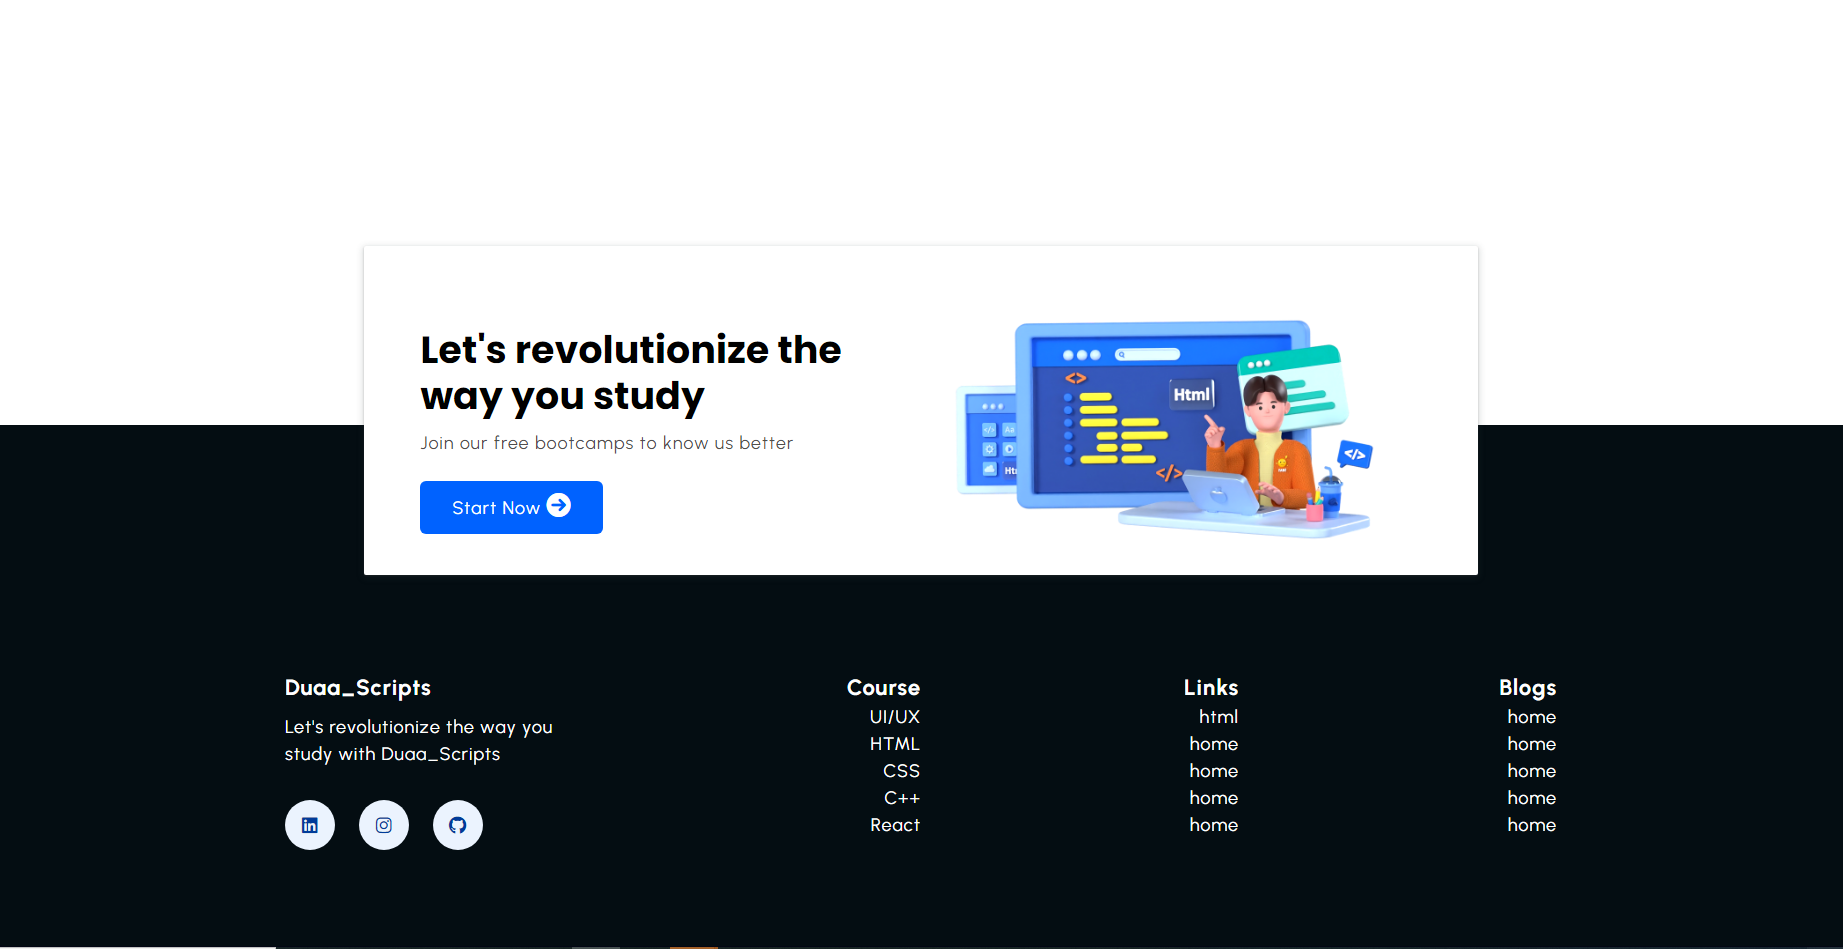 Let's revolutionize the
way you study
Join our free bootcamps to know us better
Start Now
<>
Html
</>
</>
</>
Aa
Duaa_Scripts
Let's revolutionize the way you
study with Duaa_Scripts
Course
UI/UX
HTML
CSS
C++
React
Links
html
home
home
home
home
Blogs
home
home
home
home
home